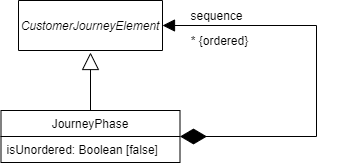 sequence
CustomerJourneyElement
* {ordered}
JourneyPhase
isUnordered: Boolean [false]